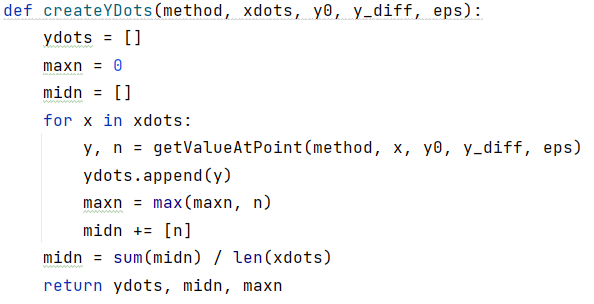 def createYDots(method, xdots, y0, y_diff, eps):
    ydots = []
    maxn = 0
    midn = []
    for x in xdots:
        y, n = getValueAtPoint(method, x, y0, y_diff, eps)
        ydots.append(y)
        maxn = max(maxn, n)
        midn += [n]
    midn = sum(midn) / len(xdots)
    return ydots, midn, maxn